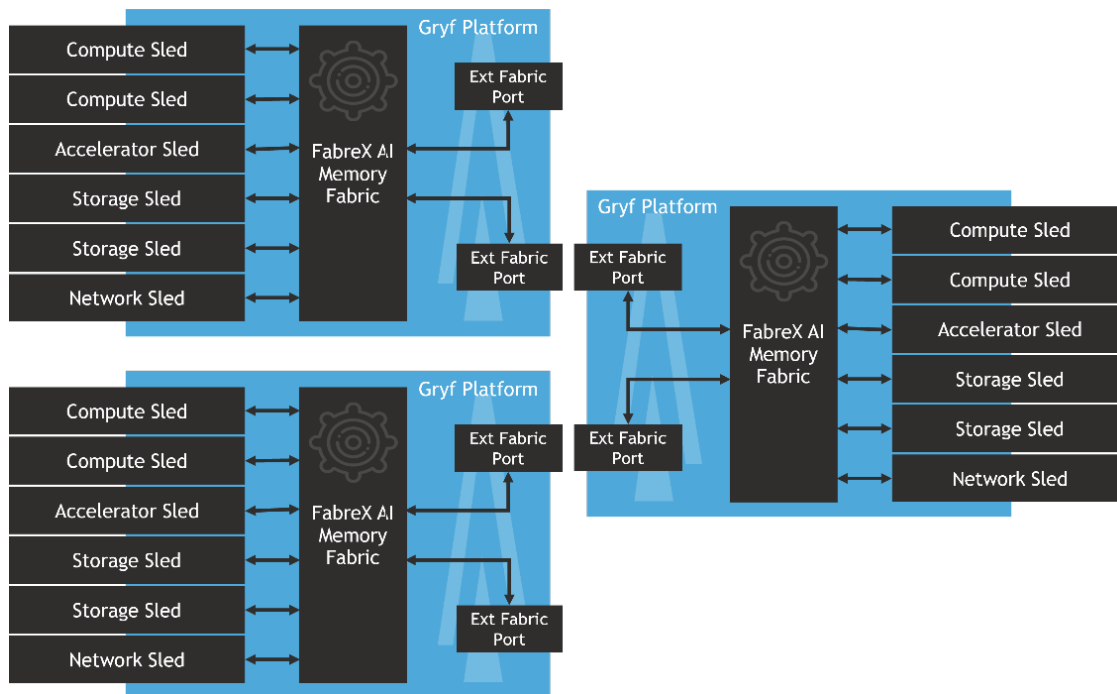 Gryf Platform
Compute Sled
Compute Sled
Accelerator Sled
Storage Sled
Storage Sled
Network Sled
FabreX AI
Memory
Fabric
Ext Fabric
Port
Ext Fabric
Port
Gryf Platform
Ext Fabric
Port
Ext Fabric
Port
FabreX AI
Memory
Fabric
Compute Sled
Compute Sled
Accelerator Sled
Storage Sled
Storage Sled
Network Sled
Gryf Platform
Compute Sled
Compute Sled
Accelerator Sled
Storage Sled
Storage Sled
Network Sled
FabreX AI
Memory
Fabric
Ext Fabric
Port
Ext Fabric
Port